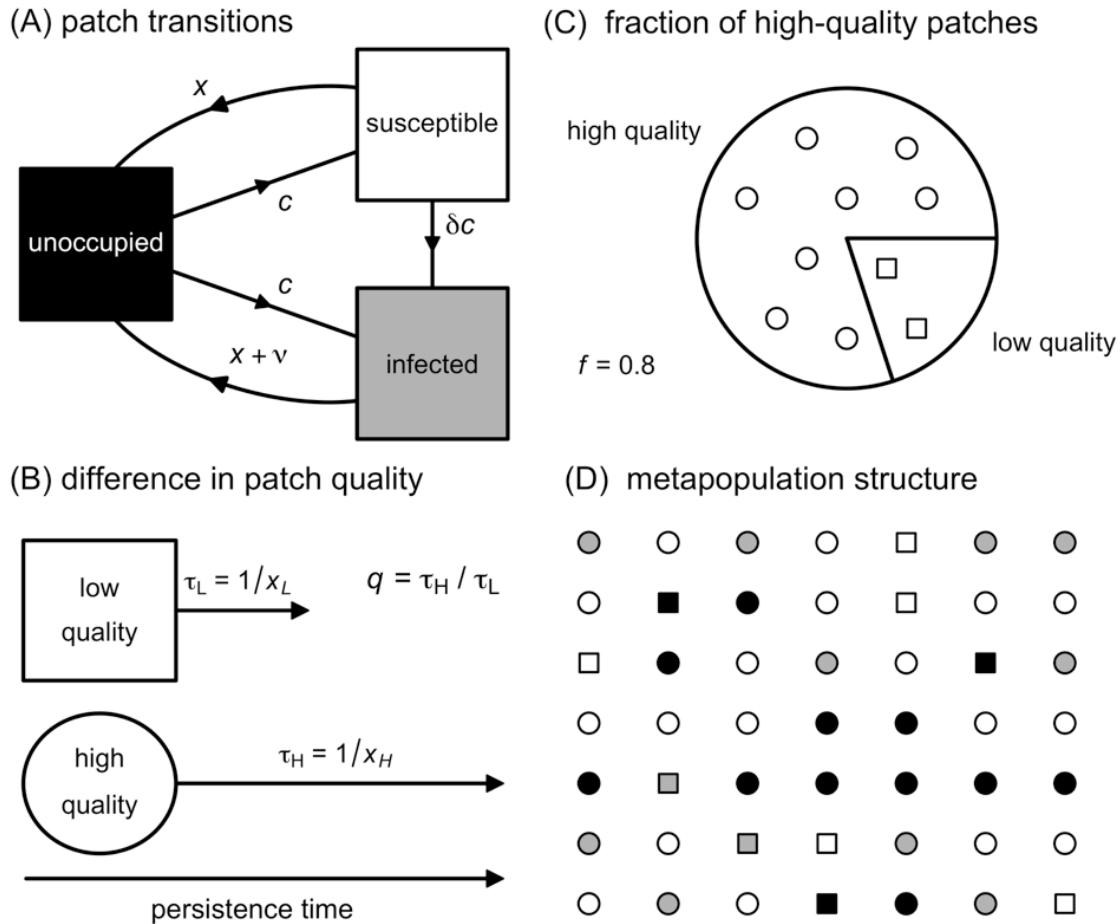 (A) patch transitions
x
susceptible
unoccupied
c
δc
c
x + ν
infected
(B) difference in patch quality
low
quality
τL = 1/xL
q = τH / τL
high
quality
τH = 1/xH
persistence time
(C) fraction of high-quality patches
high quality
low quality
f = 0.8
(D) metapopulation structure